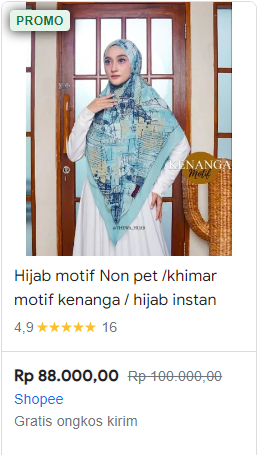 PROMO
KENANGA
Motif
@THEWA_HIJAB
Hijab motif Non pet /khimar
motif kenanga / hijab instan
4,9 16
Rp 88.000,00 Rp 100.000,00
Shopee
Gratis ongkos kirim